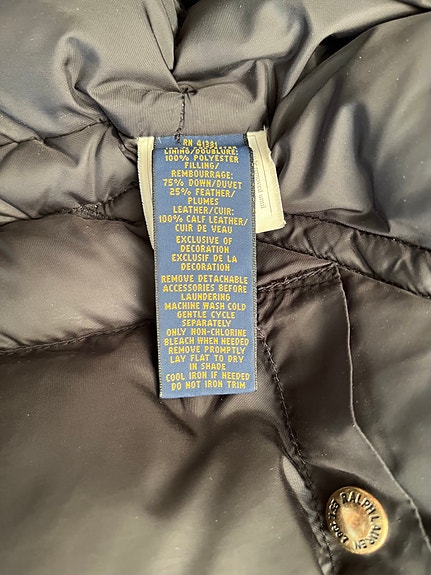 RN 41381
LINING/DOUBLURE:
100% POLYESTER
FILLING/
REMBOURRAGE:
75% DOWN/DUVET
25% FEATHER/
PLUMES
LEATHER/CUIR:
100% CALF LEATHER/
CUIR DE VEAU
EXCLUSIVE OF
DECORATION
EXCLUSIF DE LA
DECORATION
REMOVE DETACHABLE
ACCESSORIES BEFORE
LAUNDERING
MACHINE WASH COLD
GENTLE CYCLE
SEPARATELY
ONLY NON-CHLORINE
BLEACH WHEN NEEDED
REMOVE PROMPTLY
LAY FLAT TO DRY
IN SHADE
COOL IRON IF NEEDED
DO NOT IRON TRIM
RALPH LAUREN